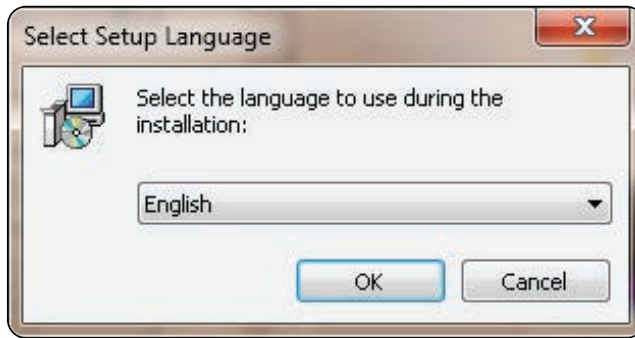 Select Setup Language
Select the language to use during the
installation:
English
OK
Cancel